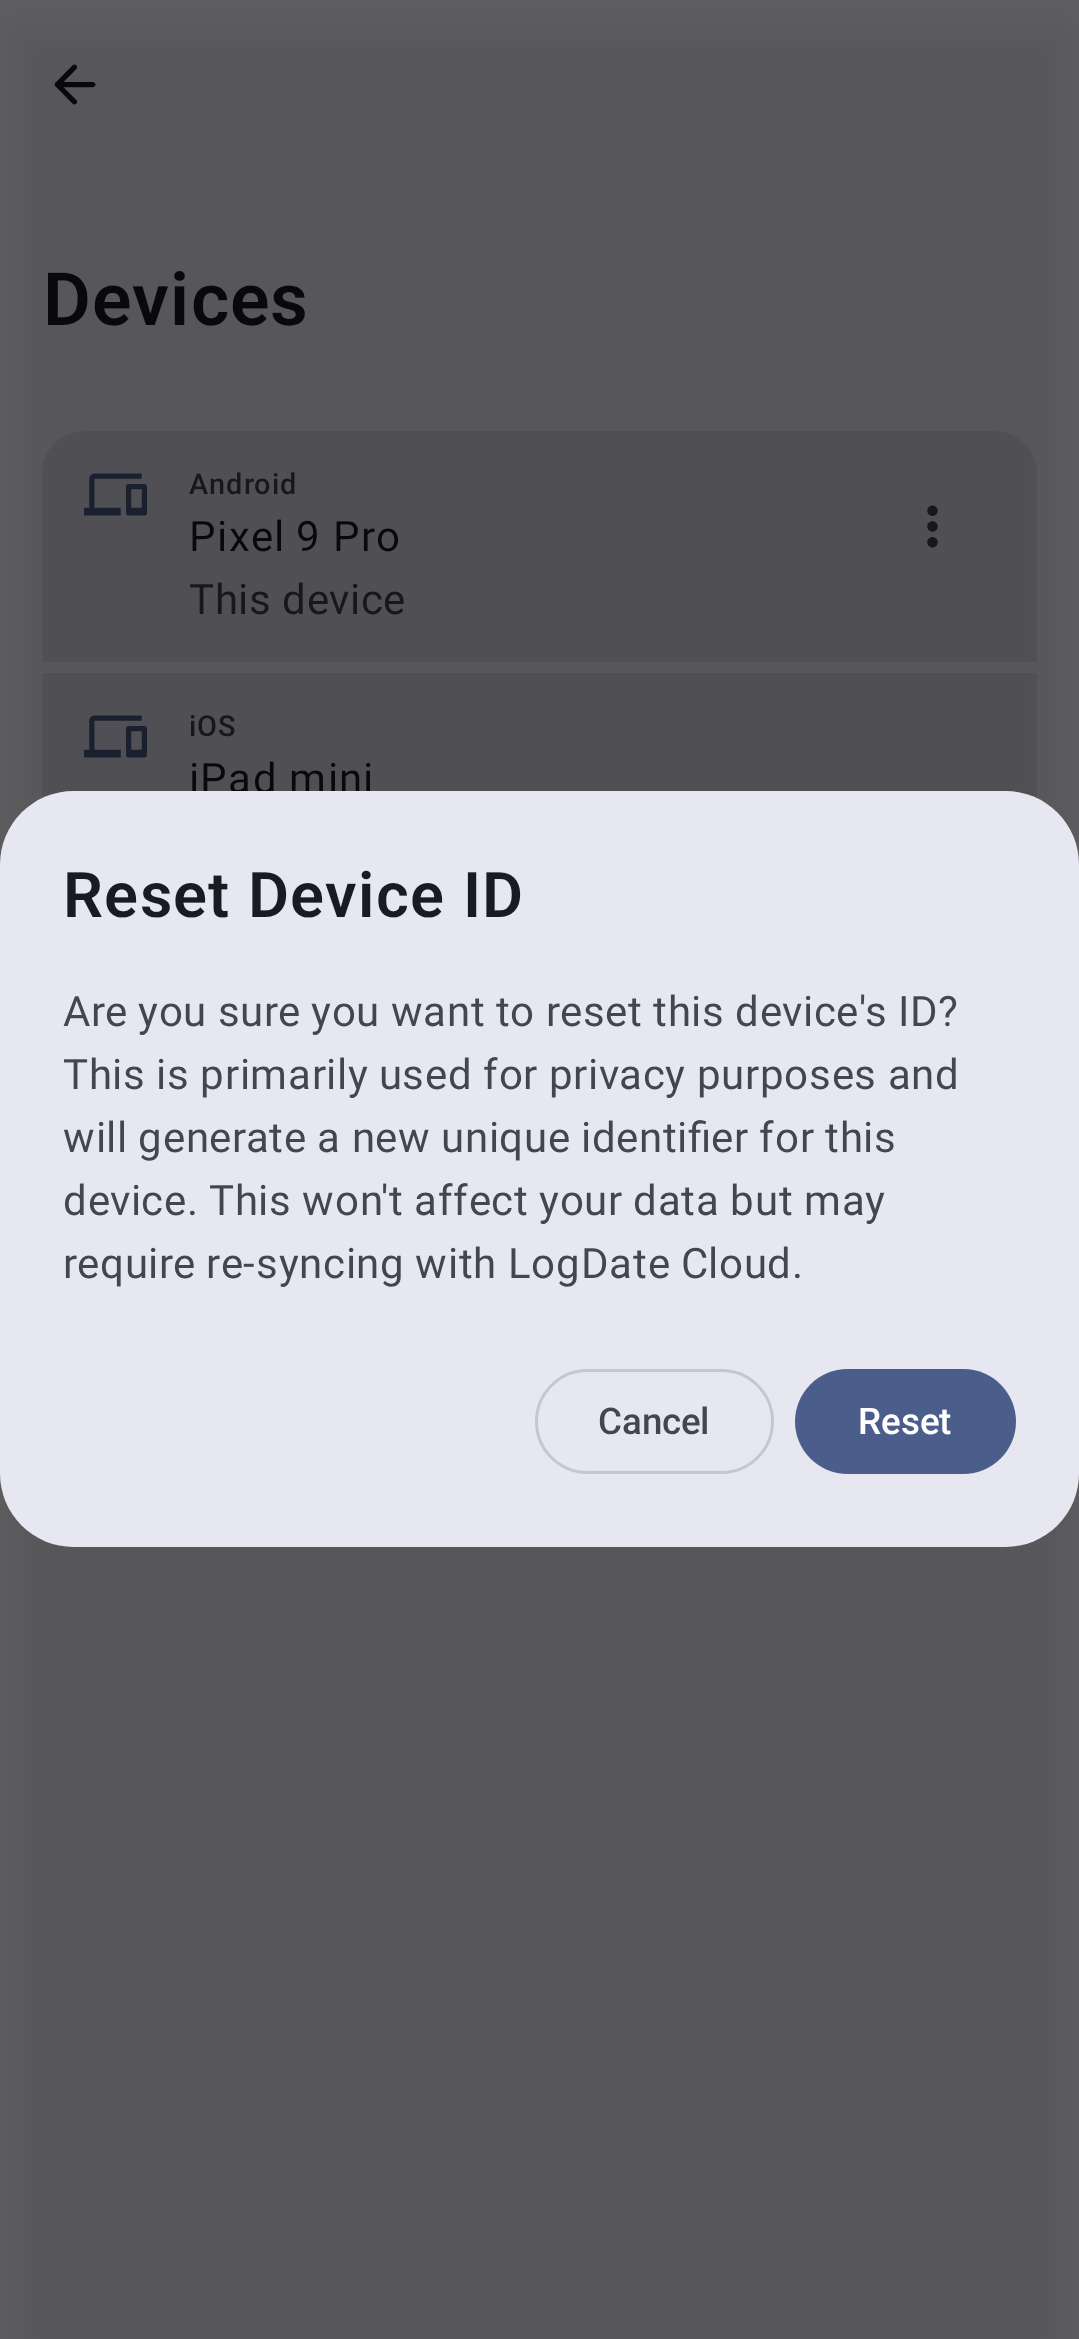 Devices
Android
Pixel 9 Pro
This device
iOS
iPad mini
Reset Device ID
Are you sure you want to reset this device's ID?
This is primarily used for privacy purposes and
will generate a new unique identifier for this
device. This won't affect your data but may
require re-syncing with LogDate Cloud.
Cancel
Reset